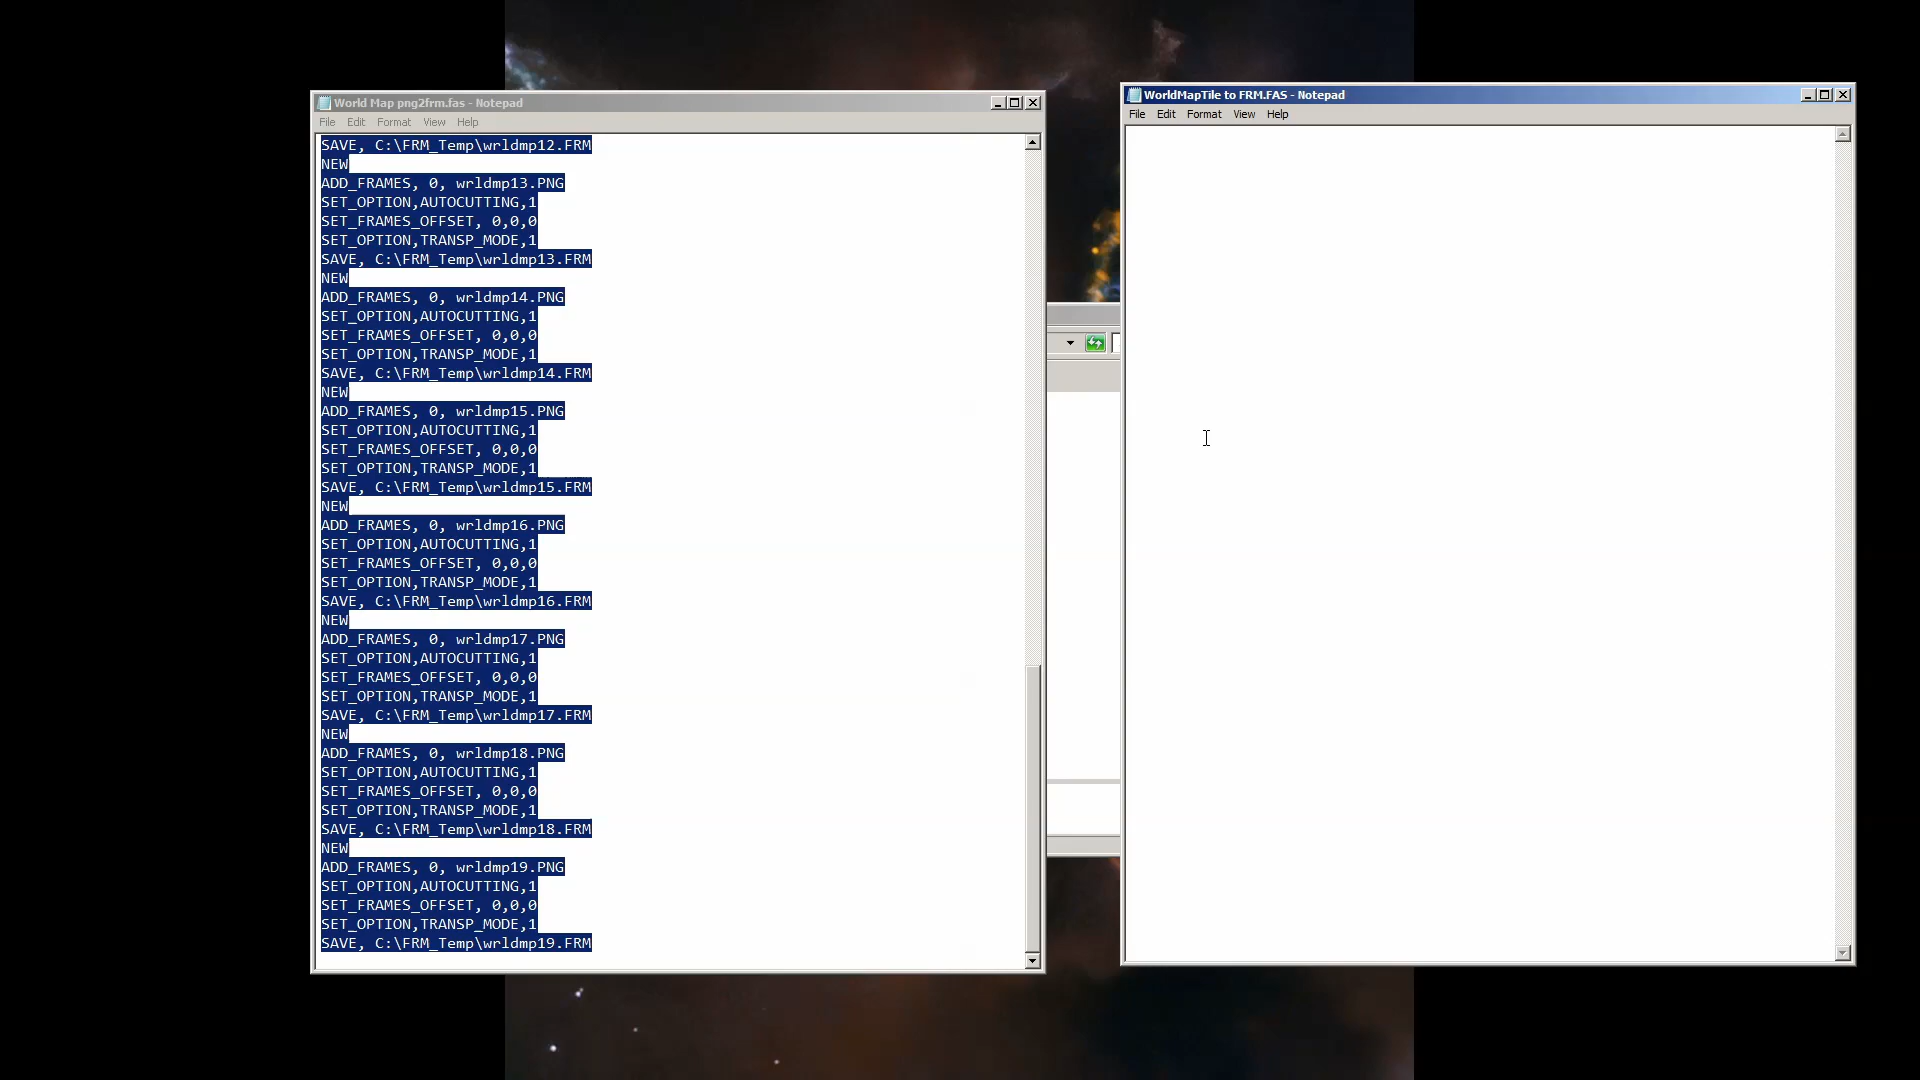 World Map png2frm.fas - Notepad
File Edit Format View Help
SAVE, C:\FRM_Temp\wrldmp12.FRM
NEW
ADD_FRAMES, 0, wrldmp13.PNG
SET_OPTION,AUTOCUTTING,1
SET_FRAMES_OFFSET, 0,0,0
SET_OPTION,TRANSP_MODE,1
SAVE, C:\FRM_Temp\wrldmp13.FRM
NEW
ADD_FRAMES, 0, wrldmp14.PNG
SET_OPTION,AUTOCUTTING,1
SET_FRAMES_OFFSET, 0,0,0
SET_OPTION,TRANSP_MODE,1
SAVE, C:\FRM_Temp\wrldmp14.FRM
NEW
ADD_FRAMES, 0, wrldmp15.PNG
SET_OPTION,AUTOCUTTING,1
SET_FRAMES_OFFSET, 0,0,0
SET_OPTION,TRANSP_MODE,1
SAVE, C:\FRM_Temp\wrldmp15.FRM
NEW
ADD_FRAMES, 0, wrldmp16.PNG
SET_OPTION,AUTOCUTTING,1
SET_FRAMES_OFFSET, 0,0,0
SET_OPTION,TRANSP_MODE,1
SAVE, C:\FRM_Temp\wrldmp16.FRM
NEW
ADD_FRAMES, 0, wrldmp17.PNG
SET_OPTION,AUTOCUTTING,1
SET_FRAMES_OFFSET, 0,0,0
SET_OPTION,TRANSP_MODE,1
SAVE, C:\FRM_Temp\wrldmp17.FRM
NEW
ADD_FRAMES, 0, wrldmp18.PNG
SET_OPTION,AUTOCUTTING,1
SET_FRAMES_OFFSET, 0,0,0
SET_OPTION,TRANSP_MODE,1
SAVE, C:\FRM_Temp\wrldmp18.FRM
NEW
ADD_FRAMES, 0, wrldmp19.PNG
SET_OPTION,AUTOCUTTING,1
SET_FRAMES_OFFSET, 0,0,0
SET_OPTION,TRANSP_MODE,1
SAVE, C:\FRM_Temp\wrldmp19.FRM
WorldMapTile to FRM.FAS - Notepad
File Edit Format View Help